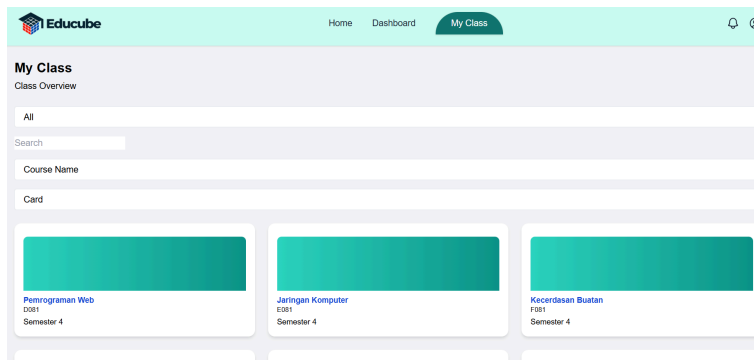 Educube
Home Dashboard My Class
My Class
Class Overview
All
Search
Course Name
Card
Pemrograman Web
D081
Semester 4
Jaringan Komputer
E081
Semester 4
Kecerdasan Buatan
F081
Semester 4